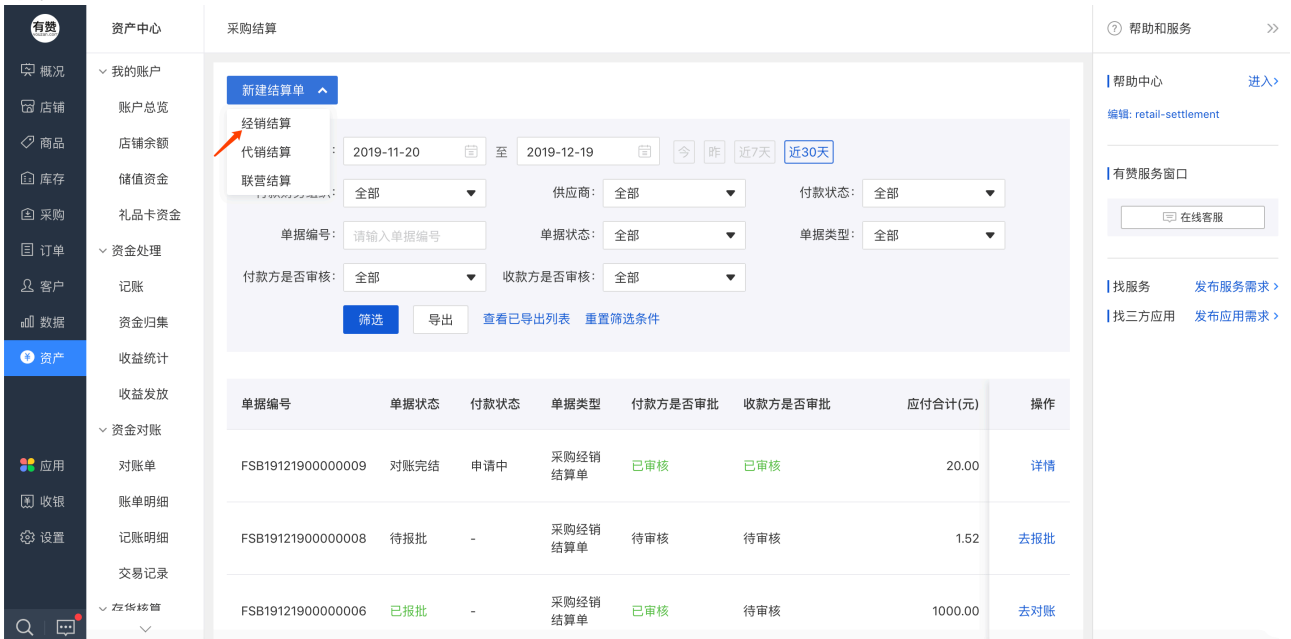 有赞
youzan.com
概况
店铺
商品
库存
采购
订单
客户
数据
资产
应用
收银
设置
资产中心
我的账户
账户总览
店铺余额
储值资金
礼品卡资金
资金处理
记账
资金归集
收益统计
收益发放
资金对账
对账单
账单明细
记账明细
交易记录
存货核算
采购结算
新建结算单
经销结算
代销结算
联营结算
: 2019-11-20 至 2019-12-19 今 昨 近7天 近30天
付款财务组织: 全部 供应商: 全部 付款状态: 全部
单据编号: 请输入单据编号 单据状态: 全部 单据类型: 全部
付款方是否审核: 全部 收款方是否审核: 全部
筛选 导出 查看已导出列表 重置筛选条件
单据编号 单据状态 付款状态 单据类型 付款方是否审批 收款方是否审批 应付合计(元) 操作
FSB19121900000009 对账完结 申请中 采购经销 已审核 已审核 20.00 详情
结算单
FSB19121900000008 待报批 - 采购经销 待审核 待审核 1.52 去报批
结算单
FSB19121900000006 已报批 - 采购经销 已审核 待审核 1000.00 去对账
结算单
帮助和服务
帮助中心 进入
编辑: retail-settlement
有赞服务窗口
在线客服
找服务 发布服务需求
找三方应用 发布应用需求